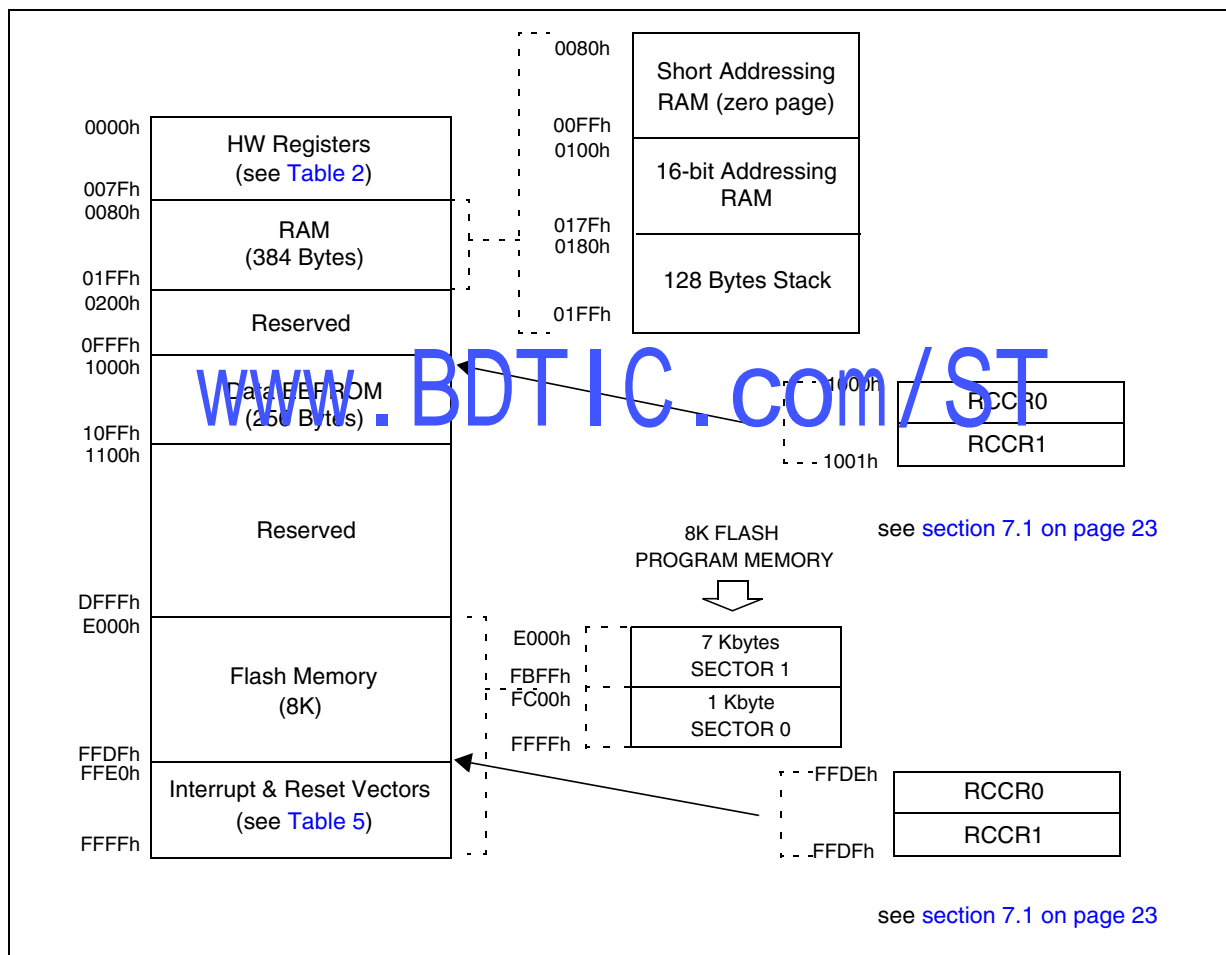 0000h
HW Registers
(see Table 2)
007Fh
0080h
RAM
(384 Bytes)
01FFh
0200h
Reserved
0FFFh
1000h
Data EEPROM
(256 Bytes)
10FFh
1100h
Reserved
DFFFh
E000h
Flash Memory
(8K)
FFDFh
FFE0h
Interrupt & Reset Vectors
(see Table 5)
FFFFh
0080h
Short Addressing
RAM (zero page)
00FFh
0100h
16-bit Addressing
RAM
017Fh
0180h
128 Bytes Stack
01FFh
www.BDTIC.com/ST
1000h
RCCR0
RCCR1
1001h
see section 7.1 on page 23
8K FLASH
PROGRAM MEMORY
E000h
7 Kbytes
SECTOR 1
FBFFh
FC00h
1 Kbyte
SECTOR 0
FFFFh
FFDEh
RCCR0
RCCR1
FFDFh
see section 7.1 on page 23